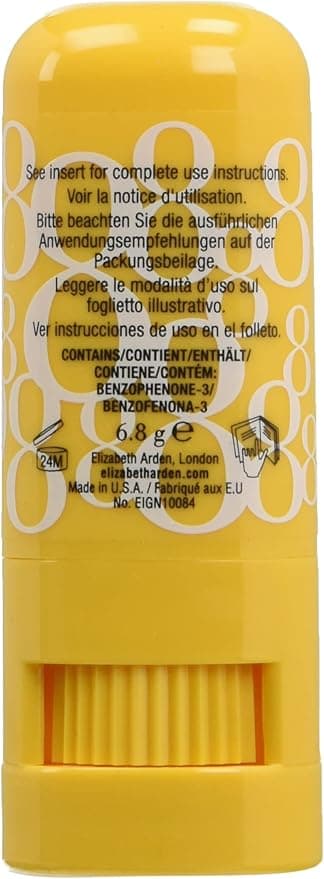 See insert for complete use instructions.
Voir la notice d'utilisation.
Bitte beachten Sie die ausführlichen
Anwendungsempfehlungen auf der
Packungsbeilage.
Leggere le modalità d'uso sul
foglietto illustrativo.
Ver instrucciones de uso en el folleto.
CONTAINS/CONTIENT/ENTHÄLT/
CONTIENE/CONTÉM:
BENZOPHENONE-3/
BENZOFENONA-3
6.8 g ℮
24M
Elizabeth Arden, London
elizabetharden.com
Made in U.S.A. / Fabriqué aux E.U
No. EIGN10084